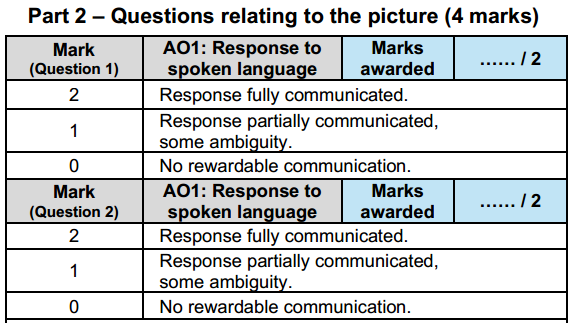 Part 2 – Questions relating to the picture (4 marks)
Mark
(Question 1)
AO1: Response to
spoken language
Marks
awarded
...... / 2
2
Response fully communicated.
1
Response partially communicated,
some ambiguity.
0
No rewardable communication.
Mark
(Question 2)
AO1: Response to
spoken language
Marks
awarded
...... / 2
2
Response fully communicated.
1
Response partially communicated,
some ambiguity.
0
No rewardable communication.